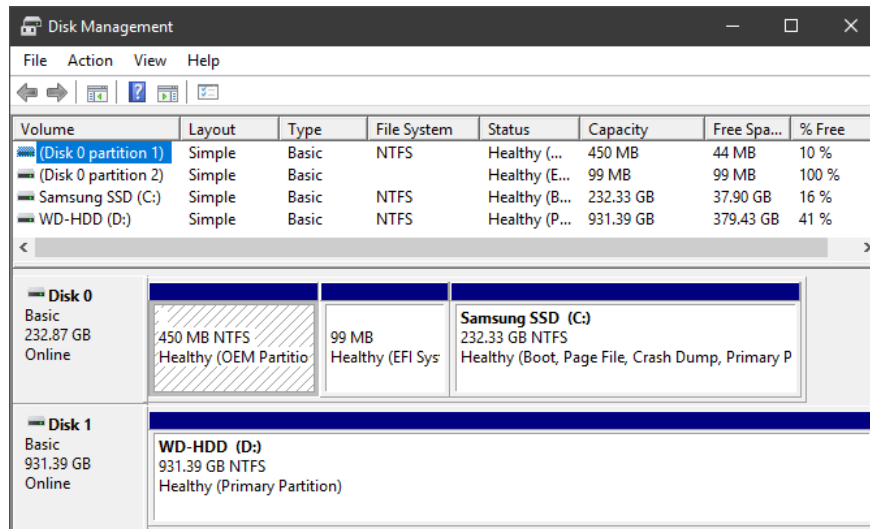 Disk Management
File Action View Help
Volume Layout Type File System Status Capacity Free Spa... % Free
(Disk 0 partition 1) Simple Basic NTFS Healthy (... 450 MB 44 MB 10 %
(Disk 0 partition 2) Simple Basic Healthy (E... 99 MB 99 MB 100 %
Samsung SSD (C:) Simple Basic NTFS Healthy (B... 232.33 GB 37.90 GB 16 %
WD-HDD (D:) Simple Basic NTFS Healthy (P... 931.39 GB 379.43 GB 41 %
Disk 0
Basic
232.87 GB
Online
450 MB NTFS
Healthy (OEM Partitio
99 MB
Healthy (EFI Sys
Samsung SSD (C:)
232.33 GB NTFS
Healthy (Boot, Page File, Crash Dump, Primary P
Disk 1
Basic
931.39 GB
Online
WD-HDD (D:)
931.39 GB NTFS
Healthy (Primary Partition)